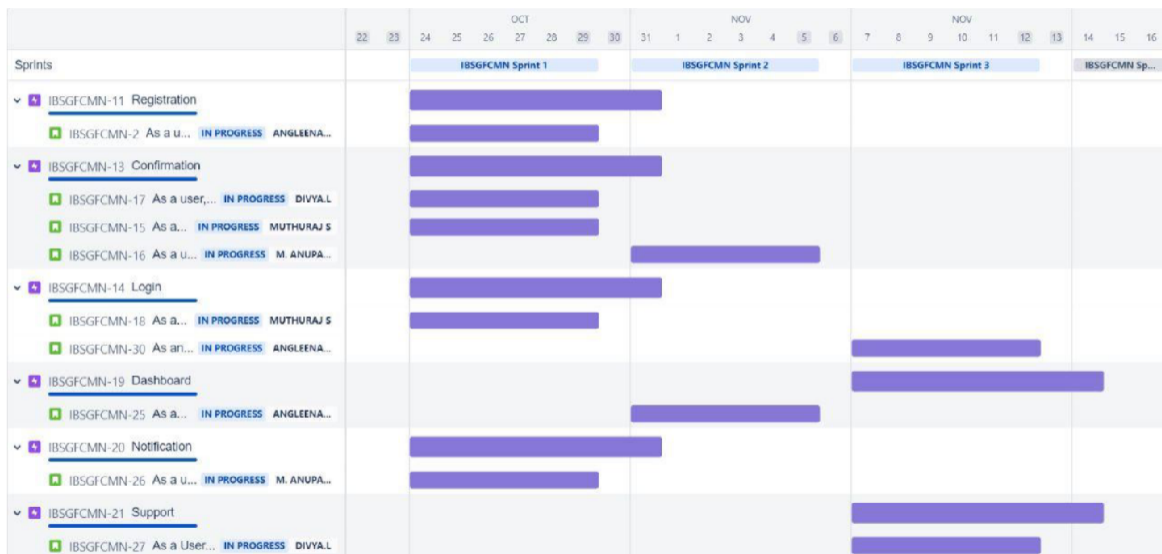 OCT NOV NOV
22 23 24 25 26 27 28 29 30 31 1 2 3 4 5 6 7 8 9 10 11 12 13 14 15 16
Sprints IBSGFCMN Sprint 1 IBSGFCMN Sprint 2 IBSGFCMN Sprint 3 IBSGFCMN Sp...
IBSGFCMN-11 Registration
IBSGFCMN-2 As a u... IN PROGRESS ANGLEENA...
IBSGFCMN-13 Confirmation
IBSGFCMN-17 As a user,... IN PROGRESS DIVYA.L
IBSGFCMN-15 As a... IN PROGRESS MUTHURAJ S
IBSGFCMN-16 As a u... IN PROGRESS M. ANUPA...
IBSGFCMN-14 Login
IBSGFCMN-18 As a... IN PROGRESS MUTHURAJ S
IBSGFCMN-30 As an... IN PROGRESS ANGLEENA...
IBSGFCMN-19 Dashboard
IBSGFCMN-25 As a... IN PROGRESS ANGLEENA...
IBSGFCMN-20 Notification
IBSGFCMN-26 As a u... IN PROGRESS M. ANUPA...
IBSGFCMN-21 Support
IBSGFCMN-27 As a User... IN PROGRESS DIVYA.L